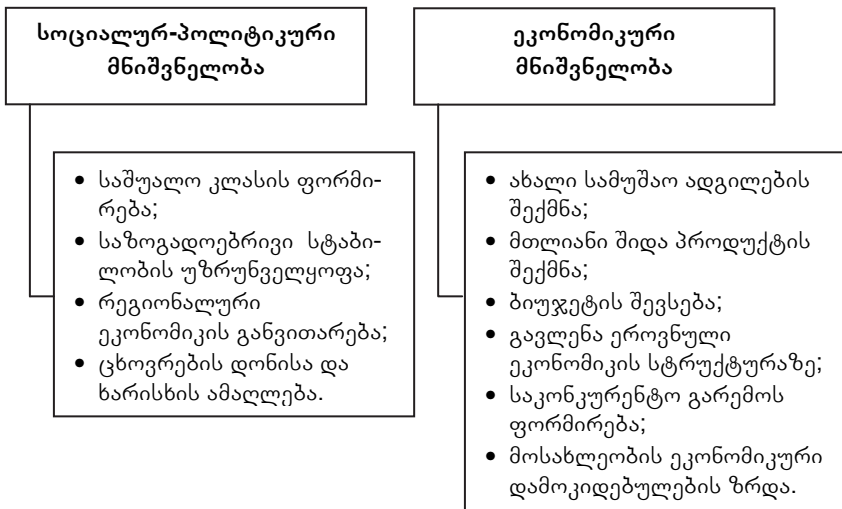 სოციალურ-პოლიტიკური
მნიშვნელობა
• საშუალო კლასის ფორმი-
რება;
• საზოგადოებრივი სტაბი-
ლობის უზრუნველყოფა;
• რეგიონალური
ეკონომიკის განვითარება;
• ცხოვრების დონისა და
ხარისხის ამაღლება.
ეკონომიკური
მნიშვნელობა
• ახალი სამუშაო ადგილების
შექმნა;
• მთლიანი შიდა პროდუქტის
შექმნა;
• ბიუჯეტის შევსება;
• გავლენა ეროვნული
ეკონომიკის სტრუქტურაზე;
• საკონკურენტო გარემოს
ფორმირება;
• მოსახლეობის ეკონომიკური
დამოკიდებულების ზრდა.